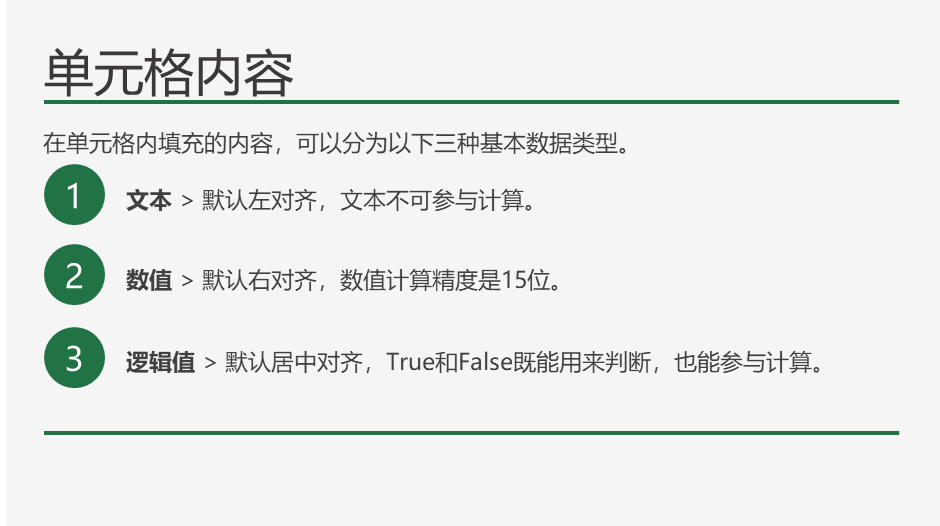 单元格内容
在单元格内填充的内容，可以分为以下三种基本数据类型。
1 文本 > 默认左对齐，文本不可参与计算。
2 数值 > 默认右对齐，数值计算精度是15位。
3 逻辑值 > 默认居中对齐，True和False既能用来判断，也能参与计算。